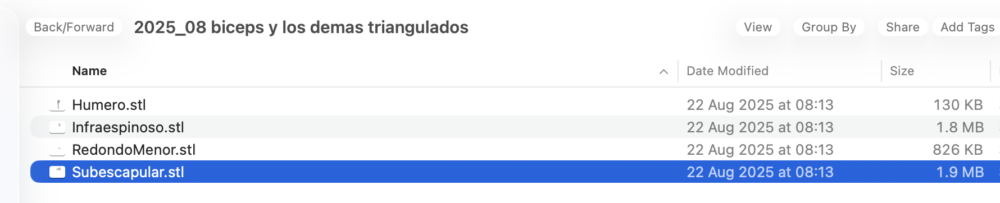 Back/Forward 2025_08 biceps y los demas triangulados View Group By Share Add Tags
Name Date Modified Size
Humero.stl 22 Aug 2025 at 08:13 130 KB
Infraespinoso.stl 22 Aug 2025 at 08:13 1.8 MB
RedondoMenor.stl 22 Aug 2025 at 08:13 826 KB
Subescapular.stl 22 Aug 2025 at 08:13 1.9 MB